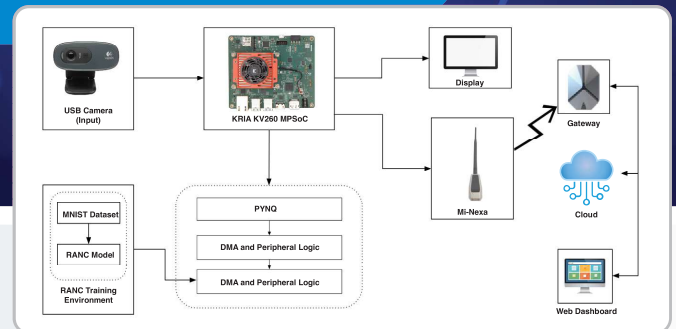 USB Camera
(Input)
KRIA KV260 MPSoC
Display
Gateway
Mi-Nexa
Cloud
Web Dashboard
MNIST Dataset
RANC Model
RANC Training
Environment
PYNQ
DMA and Peripheral Logic
DMA and Peripheral Logic